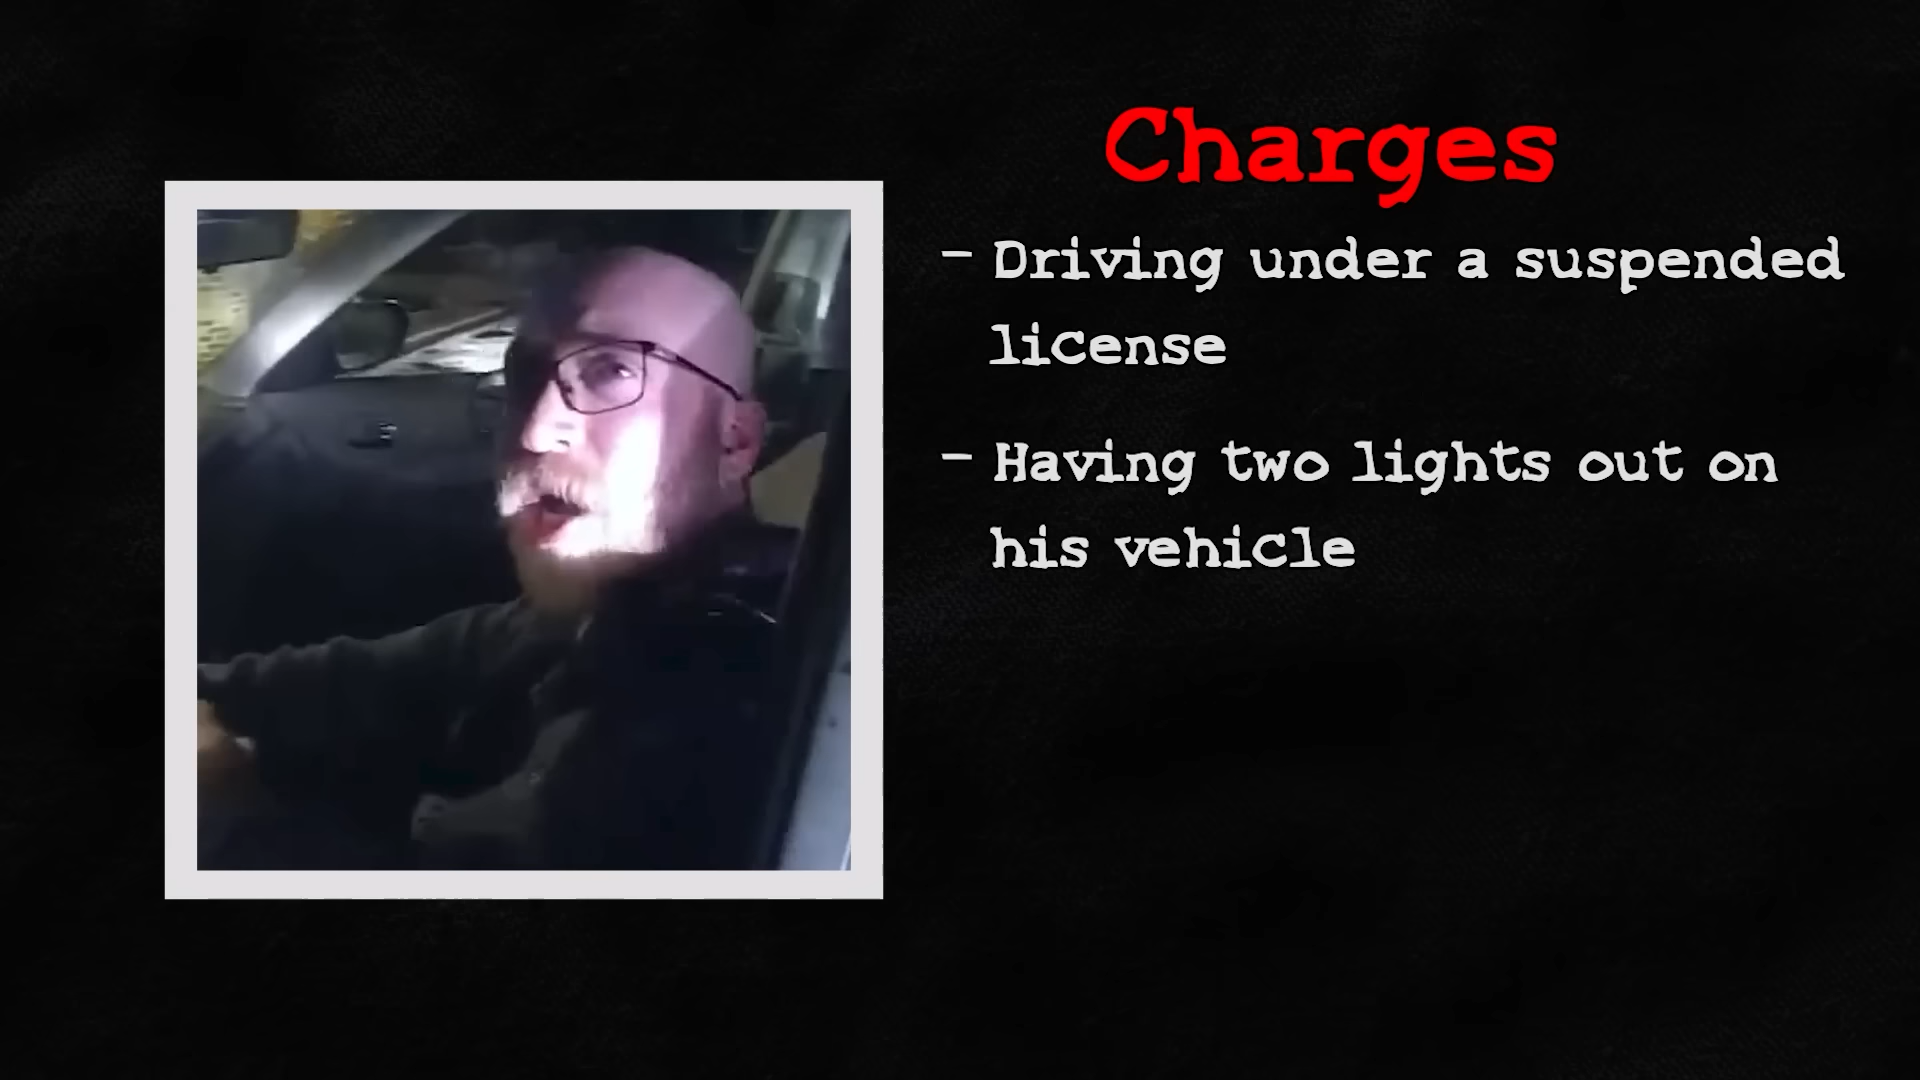 Charges
- Driving under a suspended
license
- Having two lights out on
his vehicle